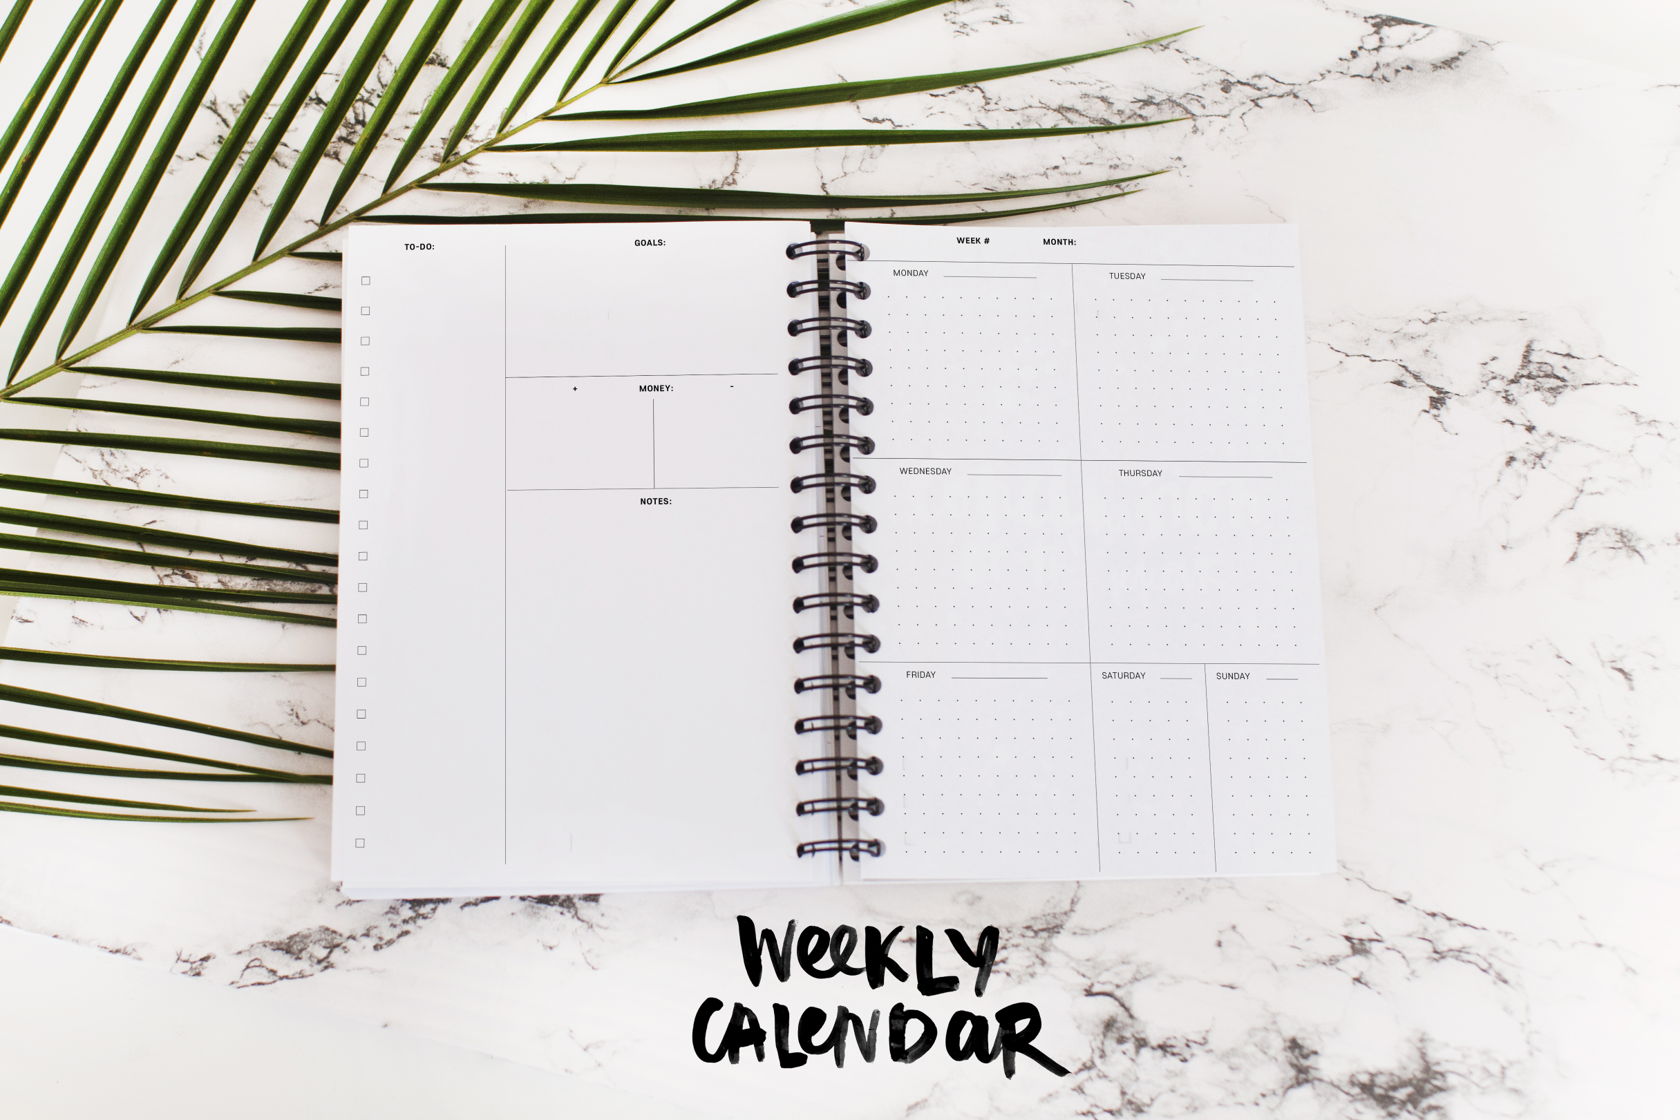 TO-DO:
GOALS:
+ MONEY: -
NOTES:
WEEK # MONTH:
MONDAY
TUESDAY
WEDNESDAY
THURSDAY
FRIDAY
SATURDAY
SUNDAY
WEEKLY
CALENDAR